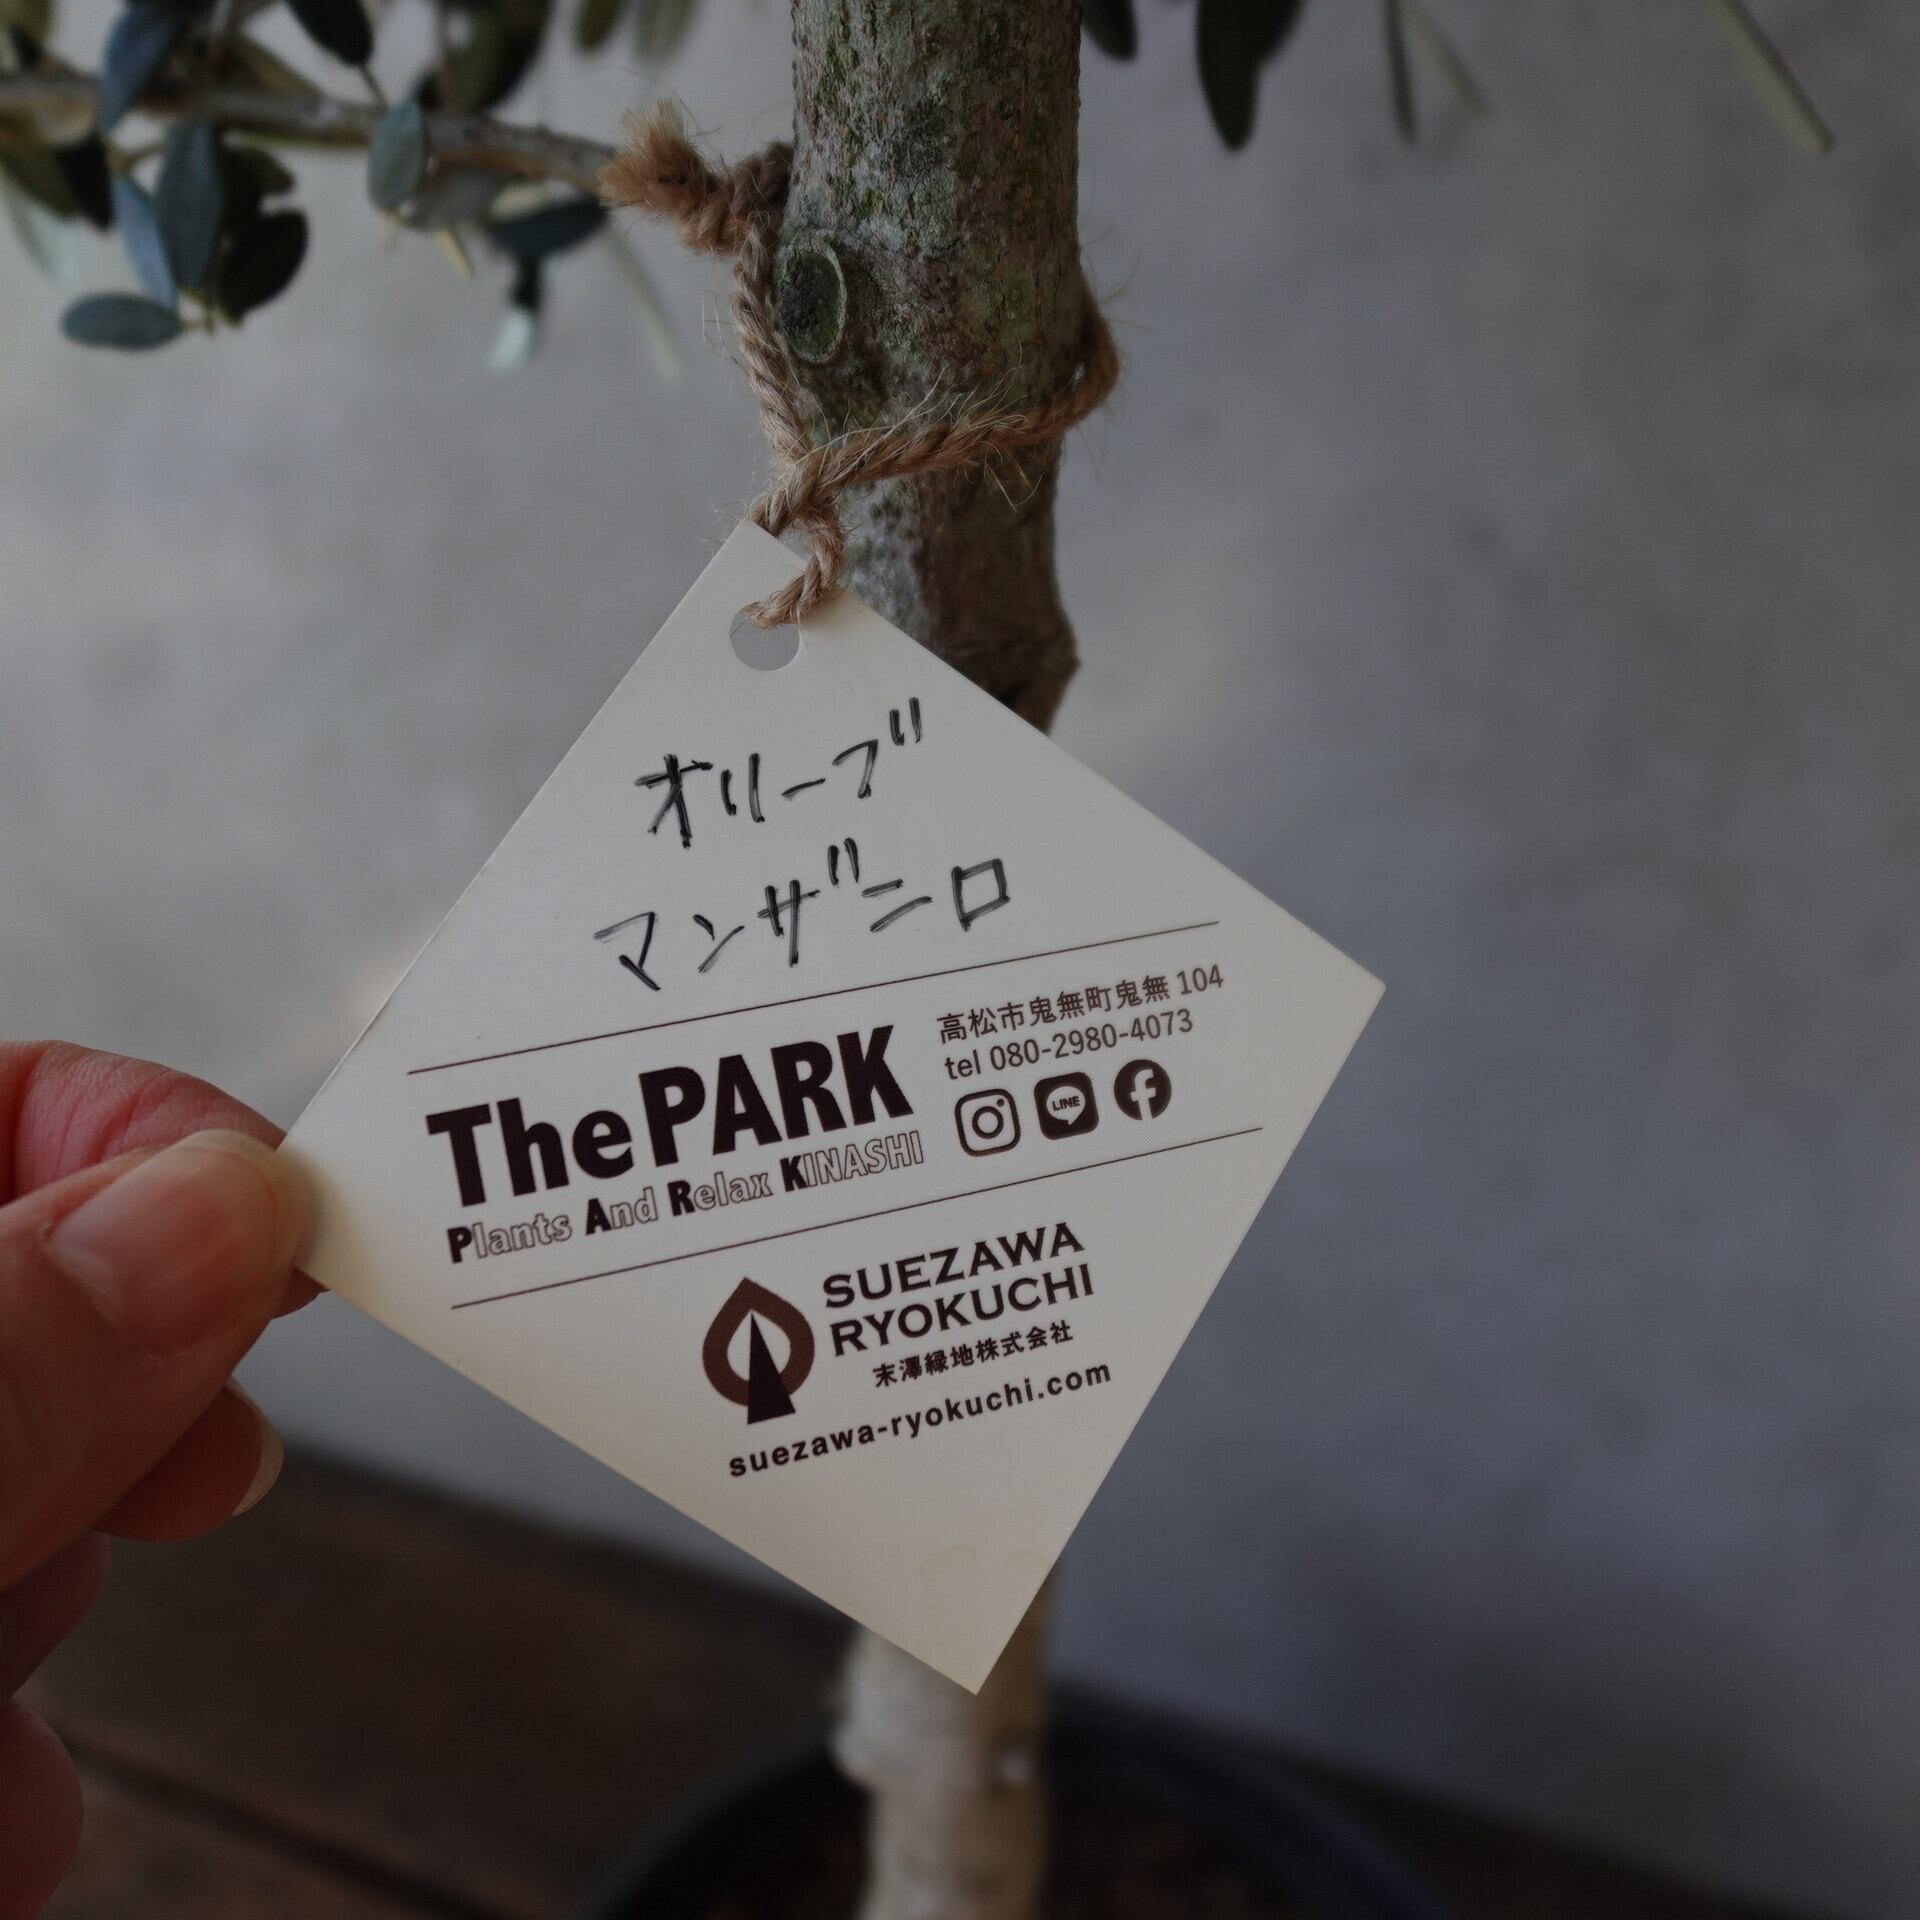 オリーブ
マンザニロ
ThePARK
Plants And Relax KINASHI
高松市鬼無町鬼無 104
tel 080-2980-4073
LINE
SUEZAWA
RYOKUCHI
末澤緑地株式会社
suezawa-ryokuchi.com